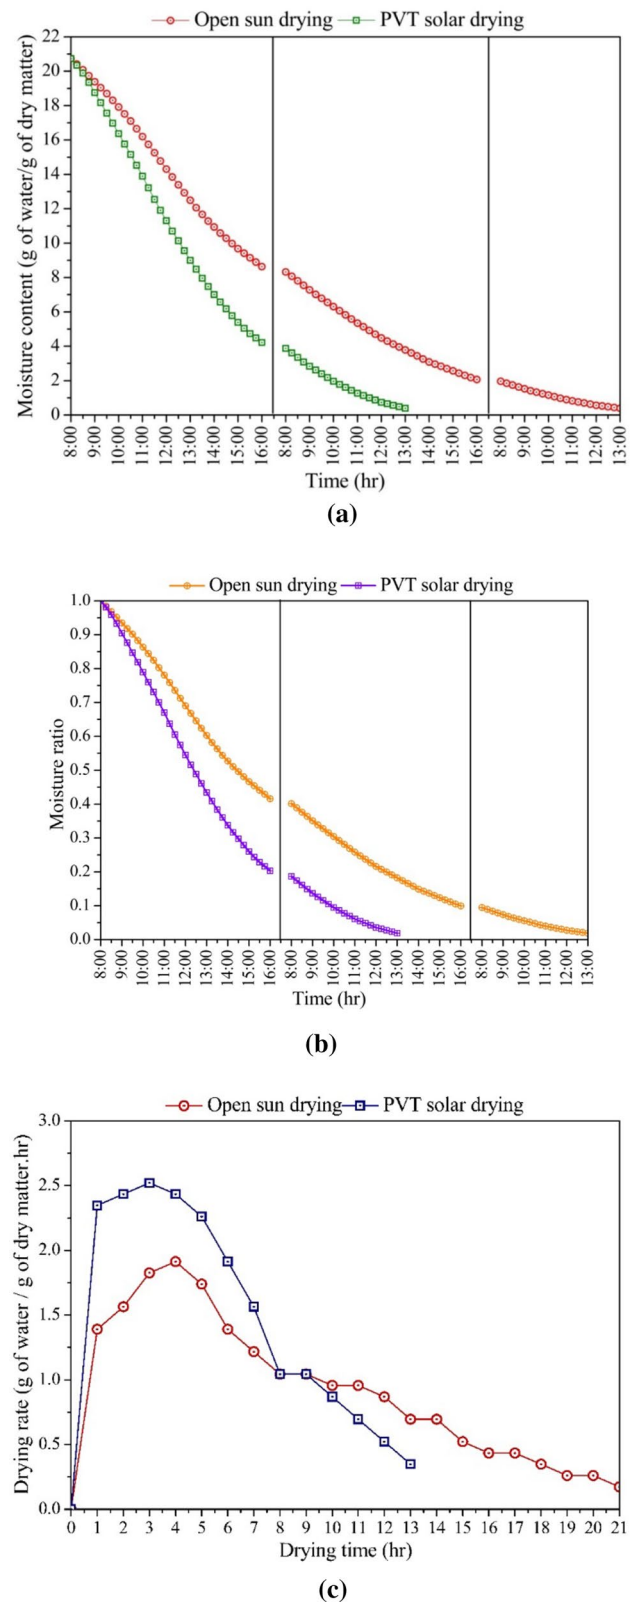 Open sun drying PVT solar drying
22
20
18
16
14
12
10
8
6
4
2
0
Moisture content (g of water/g of dry matter)
8:00 9:00 10:00 11:00 12:00 13:00 14:00 15:00 16:00 8:00 9:00 10:00 11:00 12:00 13:00 14:00 15:00 16:00 8:00 9:00 10:00 11:00 12:00 13:00
Time (hr)
(a)
Open sun drying PVT solar drying
1.0
0.9
0.8
0.7
0.6
0.5
0.4
0.3
0.2
0.1
0.0
Moisture ratio
8:00 9:00 10:00 11:00 12:00 13:00 14:00 15:00 16:00 8:00 9:00 10:00 11:00 12:00 13:00 14:00 15:00 16:00 8:00 9:00 10:00 11:00 12:00 13:00
Time (hr)
(b)
Open sun drying PVT solar drying
3.0
2.5
2.0
1.5
1.0
0.5
0.0
Drying rate (g of water / g of dry matter.hr)
0 1 2 3 4 5 6 7 8 9 10 11 12 13 14 15 16 17 18 19 20 21
Drying time (hr)
(c)